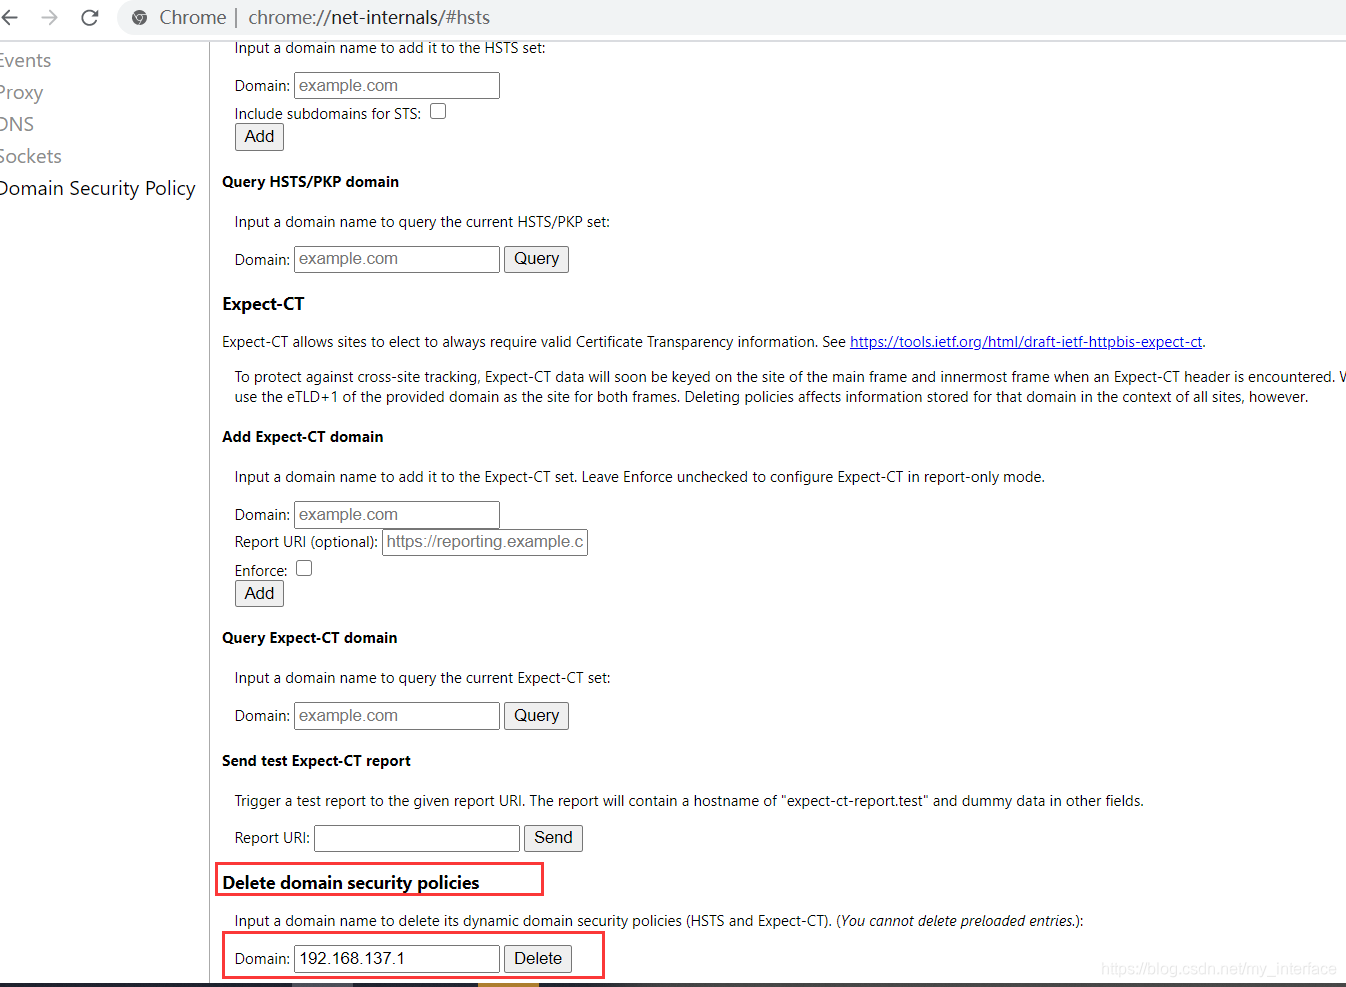 Chrome | chrome://net-internals/#hsts
Events
Proxy
DNS
Sockets
Domain Security Policy
Input a domain name to add it to the HSTS set:
Domain: example.com
Include subdomains for STS:
Add
Query HSTS/PKP domain
Input a domain name to query the current HSTS/PKP set:
Domain: example.com Query
Expect-CT
Expect-CT allows sites to elect to always require valid Certificate Transparency information. See https://tools.ietf.org/html/draft-ietf-httpbis-expect-ct.
To protect against cross-site tracking, Expect-CT data will soon be keyed on the site of the main frame and innermost frame when an Expect-CT header is encountered. W
use the eTLD+1 of the provided domain as the site for both frames. Deleting policies affects information stored for that domain in the context of all sites, however.
Add Expect-CT domain
Input a domain name to add it to the Expect-CT set. Leave Enforce unchecked to configure Expect-CT in report-only mode.
Domain: example.com
Report URI (optional): https://reporting.example.c
Enforce:
Add
Query Expect-CT domain
Input a domain name to query the current Expect-CT set:
Domain: example.com Query
Send test Expect-CT report
Trigger a test report to the given report URI. The report will contain a hostname of "expect-ct-report.test" and dummy data in other fields.
Report URI: Send
Delete domain security policies
Input a domain name to delete its dynamic domain security policies (HSTS and Expect-CT). (You cannot delete preloaded entries.):
Domain: 192.168.137.1 Delete
https://blog.csdn.net/my_interface